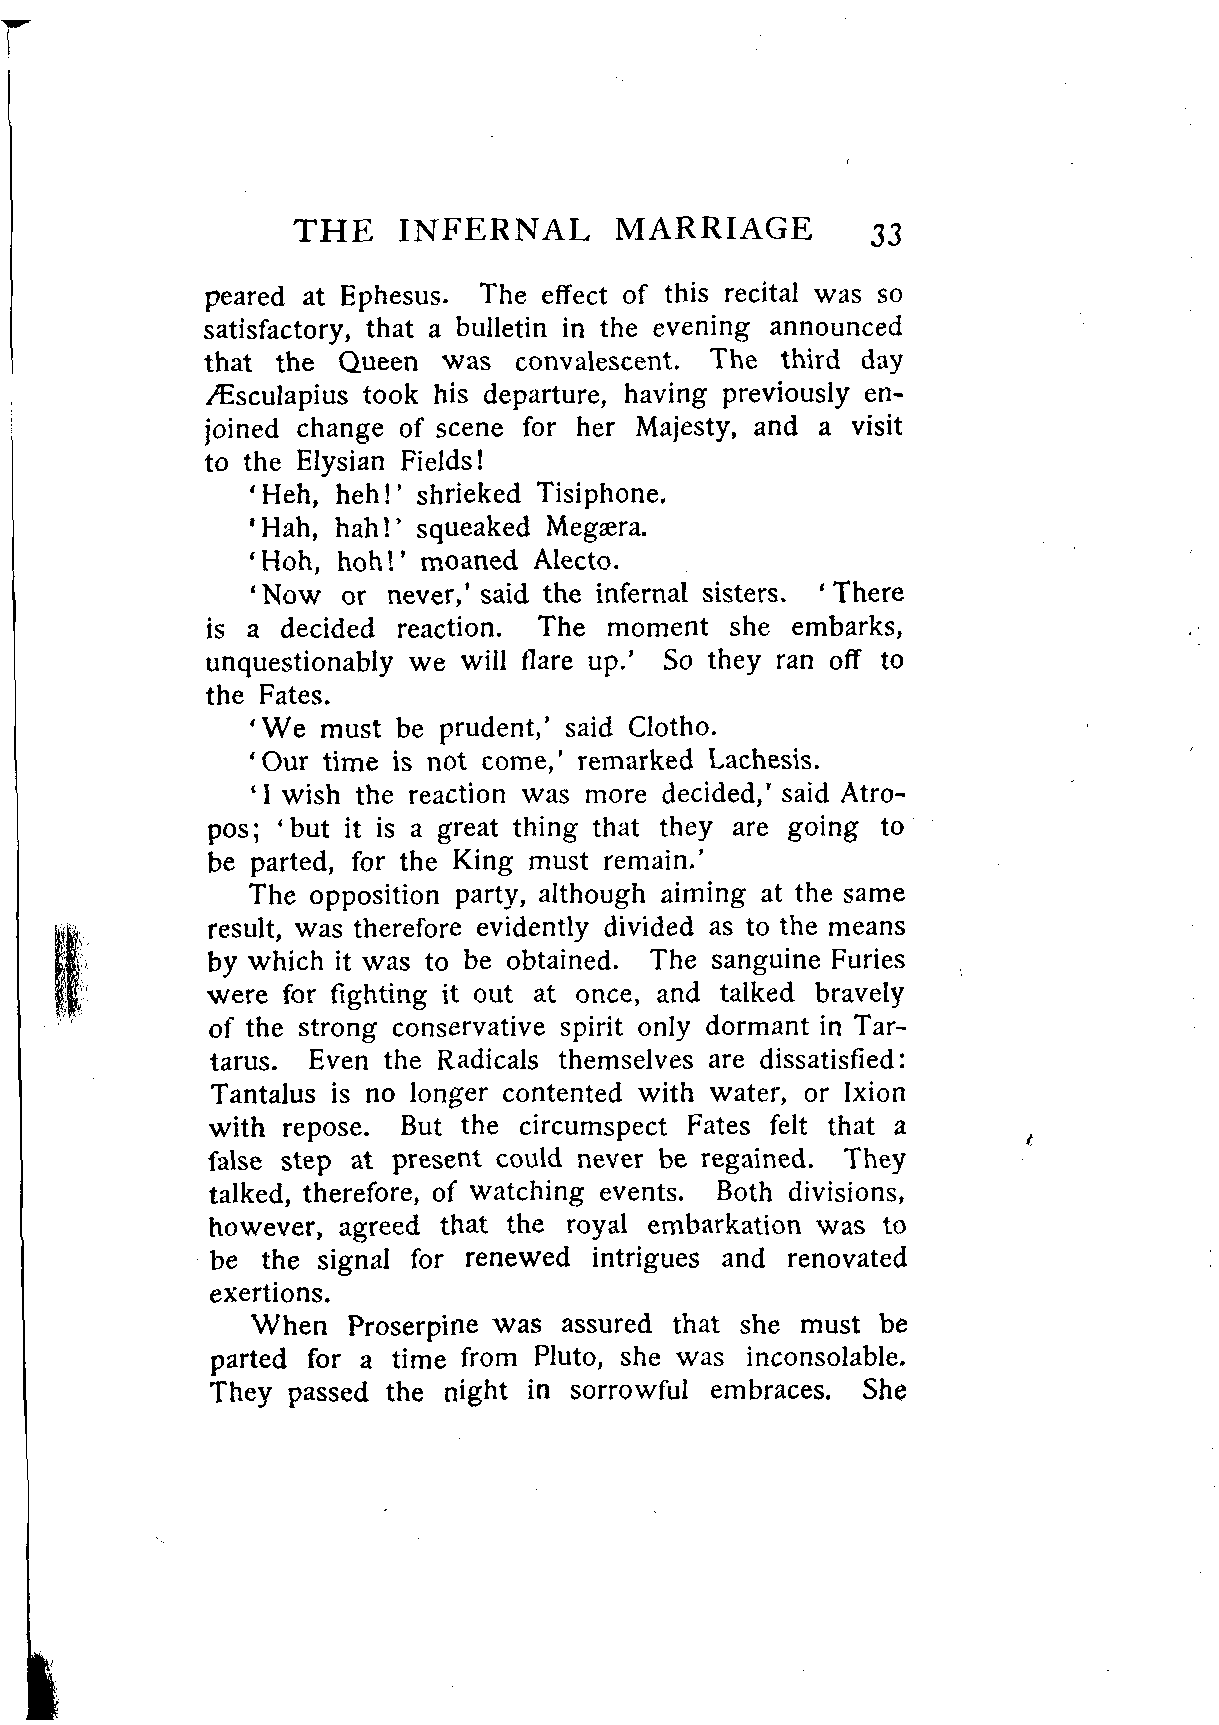 THE INFERNAL MARRIAGE 33
peared at Ephesus. The effect of this recital was so
satisfactory, that a bulletin in the evening announced
that the Queen was convalescent. The third day
Æsculapius took his departure, having previously en-
joined change of scene for her Majesty, and a visit
to the Elysian Fields!
‘Heh, heh!’ shrieked Tisiphone.
‘Hah, hah!’ squeaked Megæra.
‘Hoh, hoh!’ moaned Alecto.
‘Now or never,’ said the infernal sisters. ‘There
is a decided reaction. The moment she embarks,
unquestionably we will flare up.’ So they ran off to
the Fates.
‘We must be prudent,’ said Clotho.
‘Our time is not come,’ remarked Lachesis.
‘I wish the reaction was more decided,’ said Atro-
pos; ‘but it is a great thing that they are going to
be parted, for the King must remain.’
The opposition party, although aiming at the same
result, was therefore evidently divided as to the means
by which it was to be obtained. The sanguine Furies
were for fighting it out at once, and talked bravely
of the strong conservative spirit only dormant in Tar-
tarus. Even the Radicals themselves are dissatisfied:
Tantalus is no longer contented with water, or Ixion
with repose. But the circumspect Fates felt that a
false step at present could never be regained. They
talked, therefore, of watching events. Both divisions,
however, agreed that the royal embarkation was to
be the signal for renewed intrigues and renovated
exertions.
When Proserpine was assured that she must be
parted for a time from Pluto, she was inconsolable.
They passed the night in sorrowful embraces. She